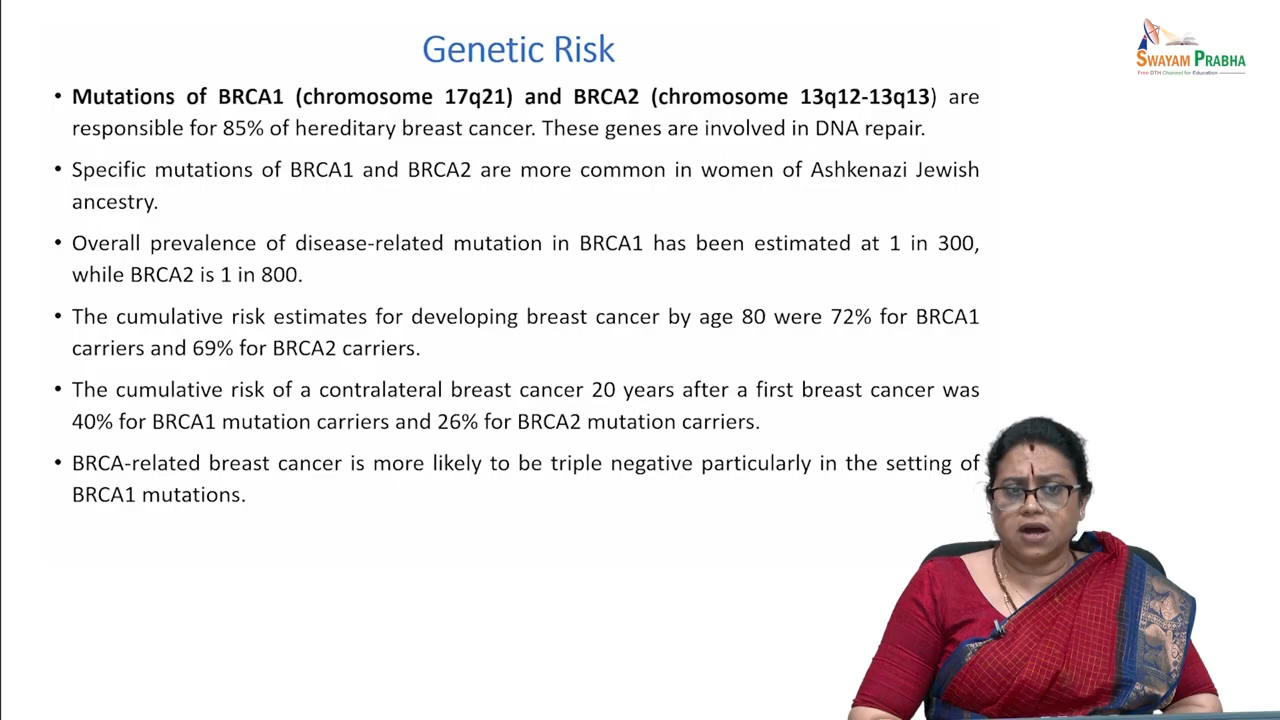 Genetic Risk
SWAYAM PRABHA
Free DTH Channel for Education
• Mutations of BRCA1 (chromosome 17q21) and BRCA2 (chromosome 13q12-13q13) are
responsible for 85% of hereditary breast cancer. These genes are involved in DNA repair.
• Specific mutations of BRCA1 and BRCA2 are more common in women of Ashkenazi Jewish
ancestry.
• Overall prevalence of disease-related mutation in BRCA1 has been estimated at 1 in 300,
while BRCA2 is 1 in 800.
• The cumulative risk estimates for developing breast cancer by age 80 were 72% for BRCA1
carriers and 69% for BRCA2 carriers.
• The cumulative risk of a contralateral breast cancer 20 years after a first breast cancer was
40% for BRCA1 mutation carriers and 26% for BRCA2 mutation carriers.
• BRCA-related breast cancer is more likely to be triple negative particularly in the setting of
BRCA1 mutations.